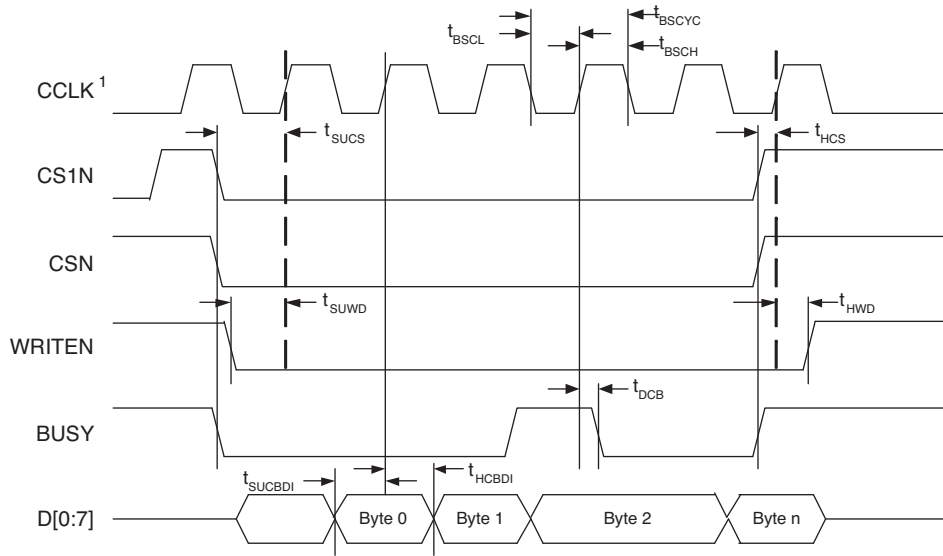 t_BSCYC
t_BSCL
t_BSCH
CCLK ¹
t_SUCS
t_HCS
CS1N
CSN
t_SUWD
t_HWD
WRITEN
t_DCB
BUSY
t_SUCBDI
t_HCBDI
D[0:7]
Byte 0
Byte 1
Byte 2
Byte n